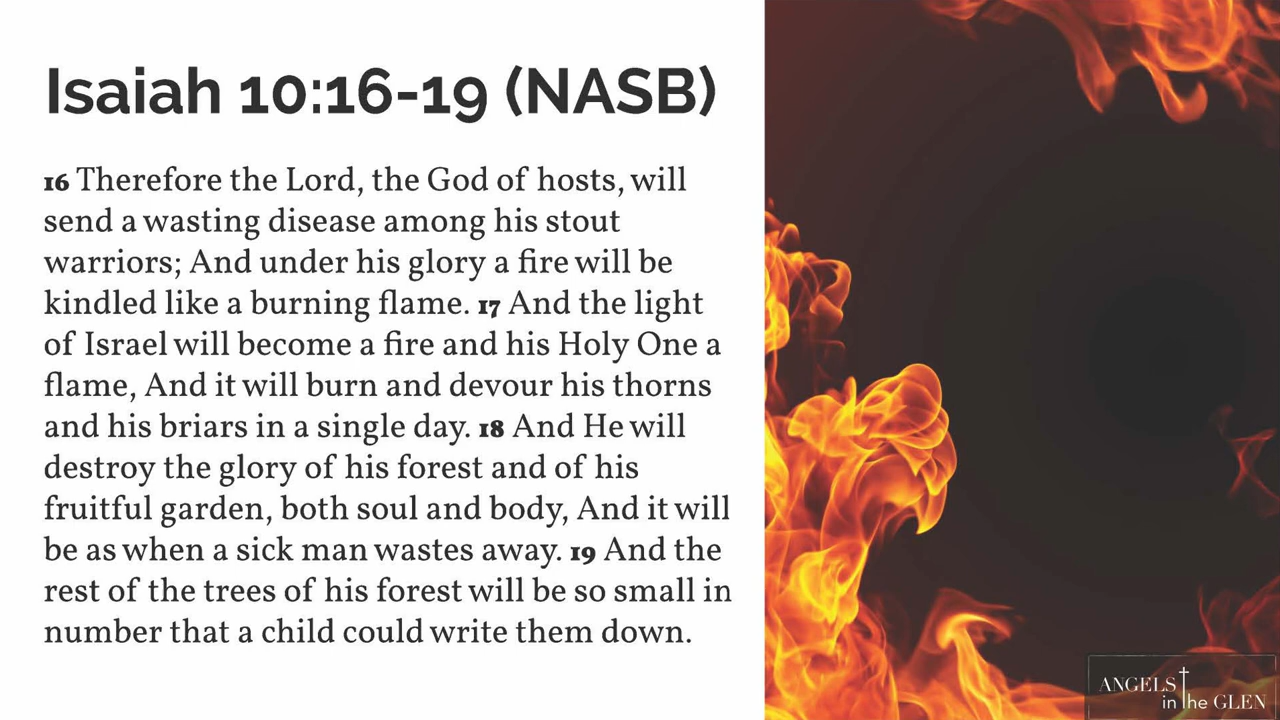 Isaiah 10:16-19 (NASB)
16 Therefore the Lord, the God of hosts, will
send a wasting disease among his stout
warriors; And under his glory a fire will be
kindled like a burning flame. 17 And the light
of Israel will become a fire and his Holy One a
flame, And it will burn and devour his thorns
and his briars in a single day. 18 And He will
destroy the glory of his forest and of his
fruitful garden, both soul and body, And it will
be as when a sick man wastes away. 19 And the
rest of the trees of his forest will be so small in
number that a child could write them down.
ANGELS
in the GLEN